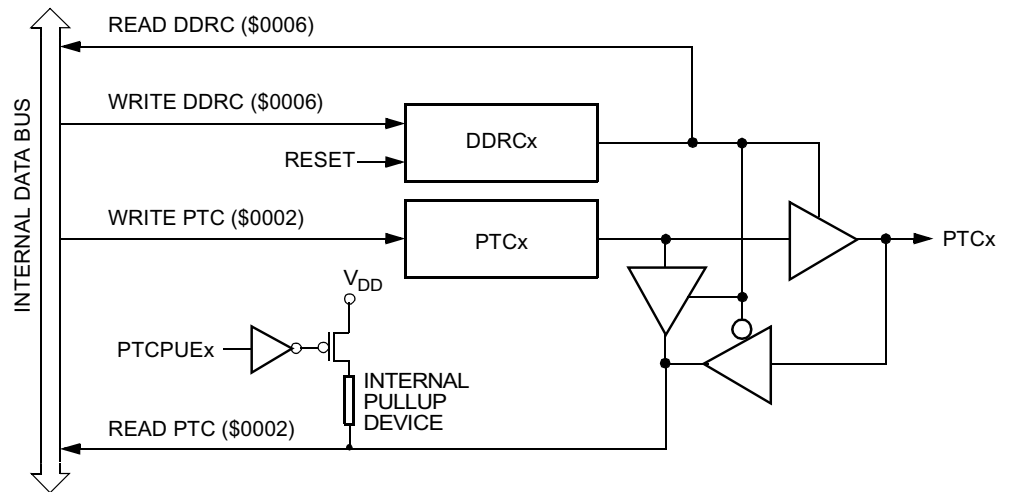 READ DDRC ($0006)
WRITE DDRC ($0006)
DDRCx
RESET
INTERNAL DATA BUS
WRITE PTC ($0002)
PTCx
PTCx
VDD
PTCPUEx
INTERNAL
PULLUP
DEVICE
READ PTC ($0002)